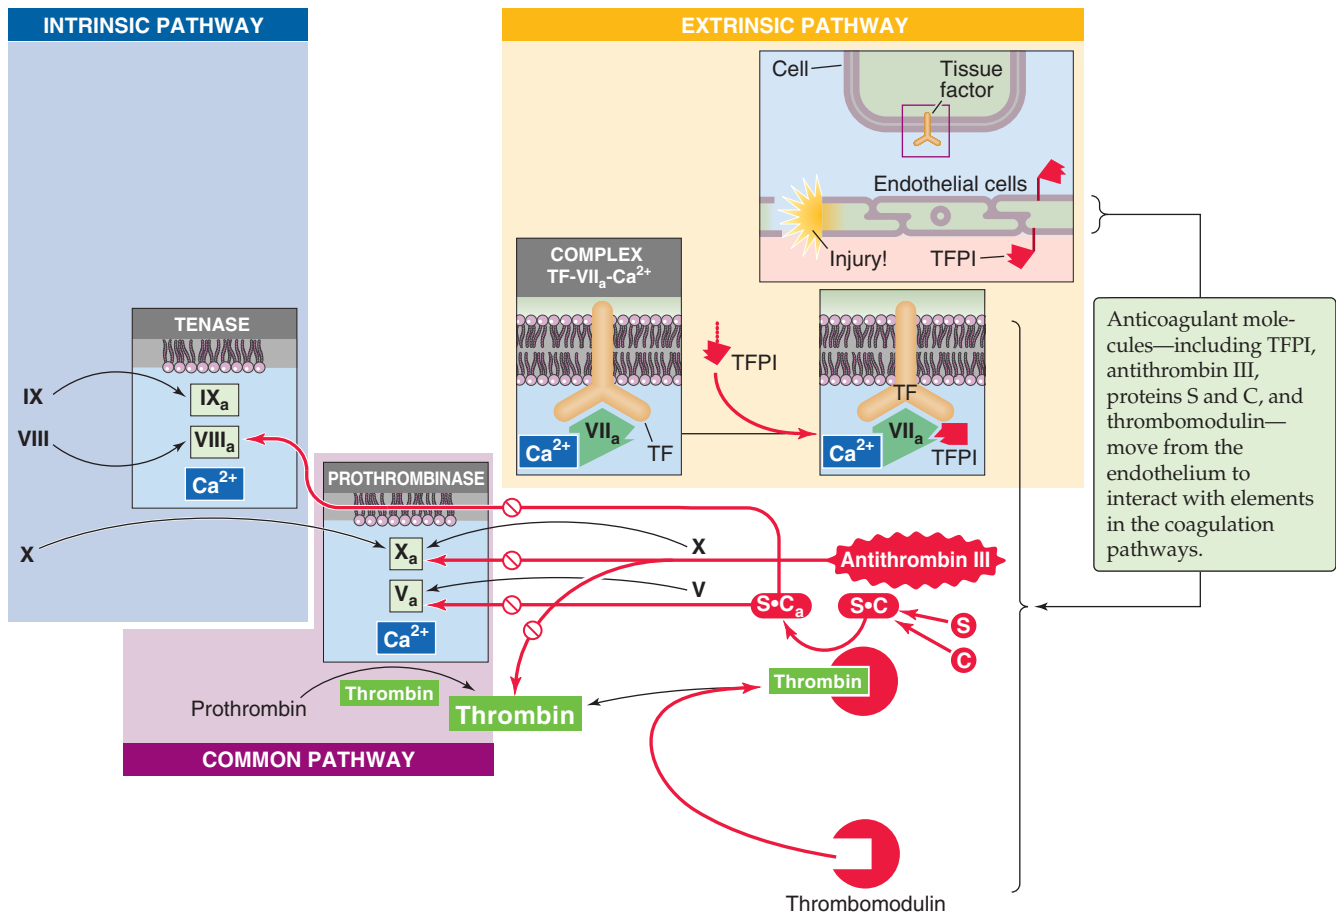 INTRINSIC PATHWAY
EXTRINSIC PATHWAY
Cell
Tissue
factor
Endothelial cells
Injury!
TFPI
COMPLEX
TF-VIIa-Ca2+
TFPI
VIIa
Ca2+
TF
TF
VIIa
Ca2+
TFPI
Anticoagulant mole-
cules—including TFPI,
antithrombin III,
proteins S and C, and
thrombomodulin—
move from the
endothelium to
interact with elements
in the coagulation
pathways.
TENASE
IX
IXa
VIII
VIIIa
Ca2+
PROTHROMBINASE
X
Xa
X
Antithrombin III
Va
V
S•Ca
S•C
S
C
Ca2+
Prothrombin
Thrombin
Thrombin
Thrombin
COMMON PATHWAY
Thrombomodulin